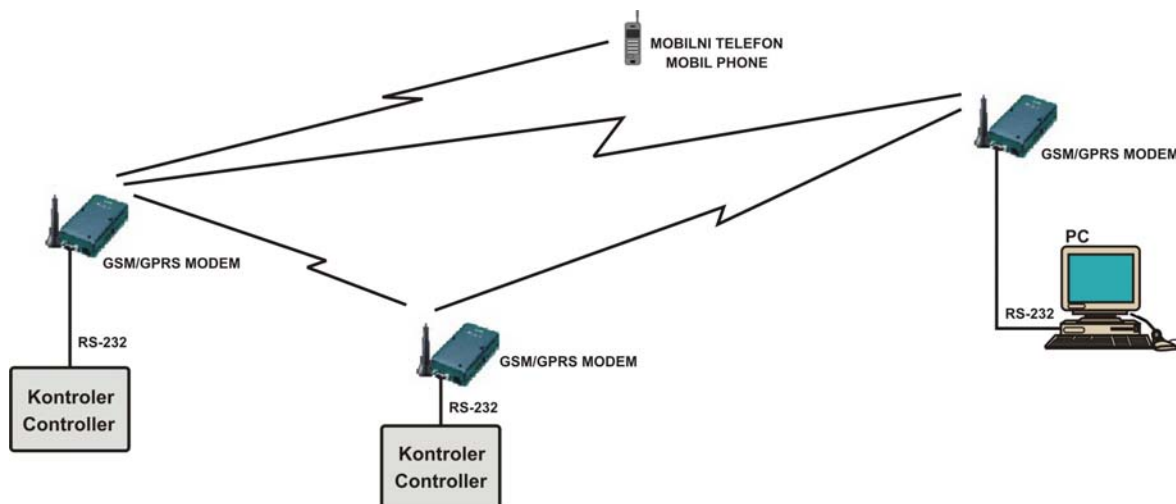 MOBILNI TELEFON
MOBIL PHONE
GSM/GPRS MODEM
GSM/GPRS MODEM
PC
RS-232
RS-232
GSM/GPRS MODEM
Kontroler
Controller
RS-232
Kontroler
Controller